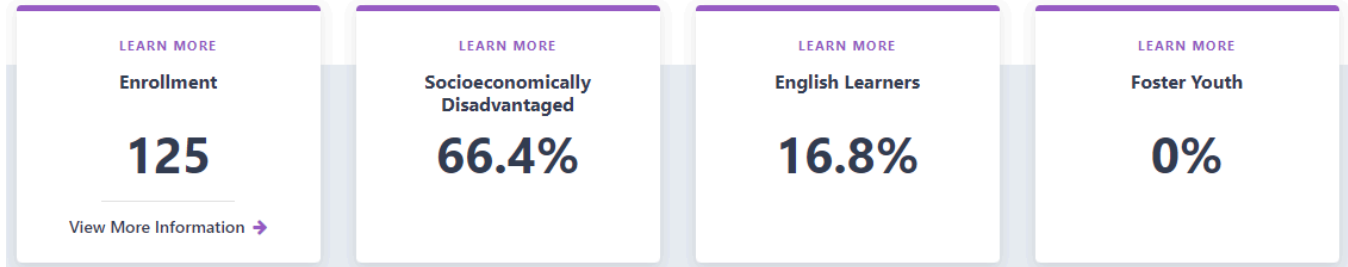 LEARN MORE
Enrollment
125
View More Information
LEARN MORE
Socioeconomically
Disadvantaged
66.4%
LEARN MORE
English Learners
16.8%
LEARN MORE
Foster Youth
0%